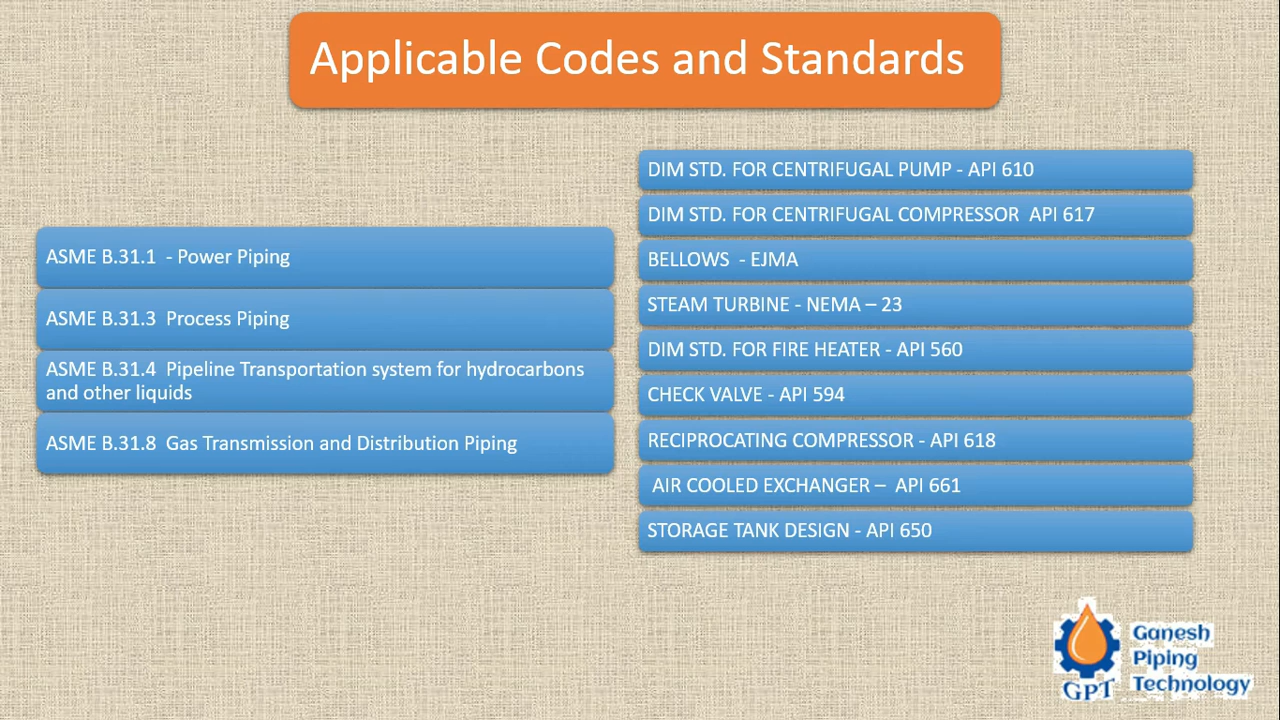 Applicable Codes and Standards
ASME B.31.1  - Power Piping
ASME B.31.3  Process Piping
ASME B.31.4  Pipeline Transportation system for hydrocarbons
and other liquids
ASME B.31.8  Gas Transmission and Distribution Piping
DIM STD. FOR CENTRIFUGAL PUMP - API 610
DIM STD. FOR CENTRIFUGAL COMPRESSOR  API 617
BELLOWS  - EJMA
STEAM TURBINE - NEMA – 23
DIM STD. FOR FIRE HEATER - API 560
CHECK VALVE - API 594
RECIPROCATING COMPRESSOR - API 618
AIR COOLED EXCHANGER –  API 661
STORAGE TANK DESIGN - API 650
GPT
Ganesh
Piping
Technology